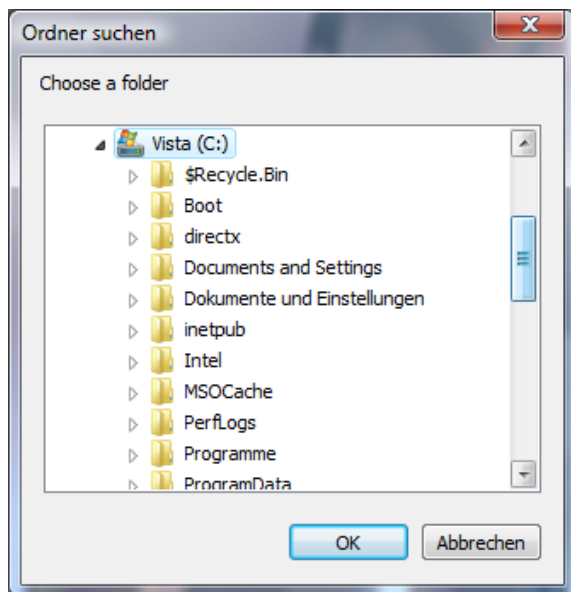 Ordner suchen
Choose a folder
Vista (C:)
$Recycle.Bin
Boot
directx
Documents and Settings
Dokumente und Einstellungen
inetpub
Intel
MSOCache
PerfLogs
Programme
ProgramData
OK Abbrechen